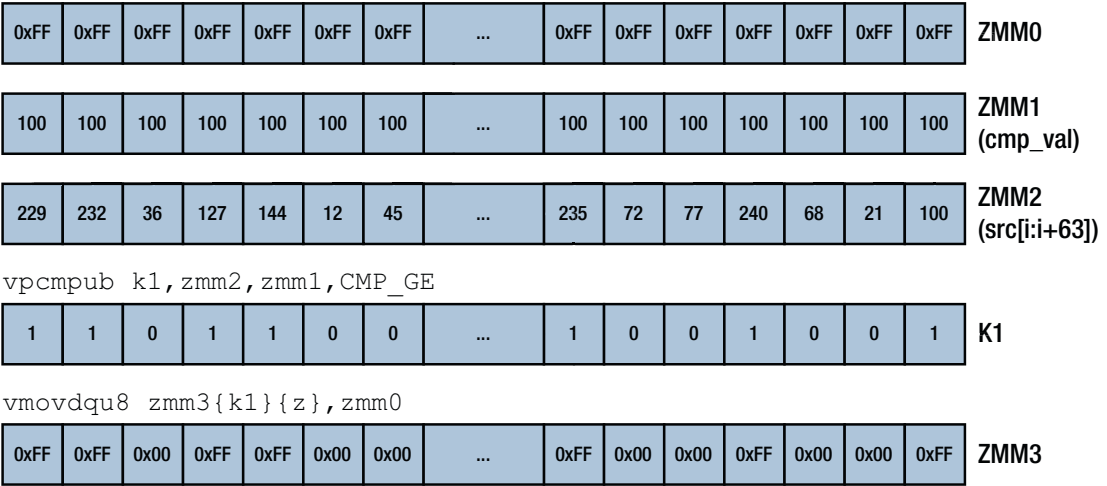 0xFF 0xFF 0xFF 0xFF 0xFF 0xFF 0xFF ... 0xFF 0xFF 0xFF 0xFF 0xFF 0xFF 0xFF ZMM0
100 100 100 100 100 100 100 ... 100 100 100 100 100 100 100 ZMM1
(cmp_val)
229 232 36 127 144 12 45 ... 235 72 77 240 68 21 100 ZMM2
(src[i:i+63])
vpcmpub k1,zmm2,zmm1,CMP_GE
1 1 0 1 1 0 0 ... 1 0 0 1 0 0 1 K1
vmovdqu8 zmm3{k1}{z},zmm0
0xFF 0xFF 0x00 0xFF 0xFF 0x00 0x00 ... 0xFF 0x00 0x00 0xFF 0x00 0x00 0xFF ZMM3